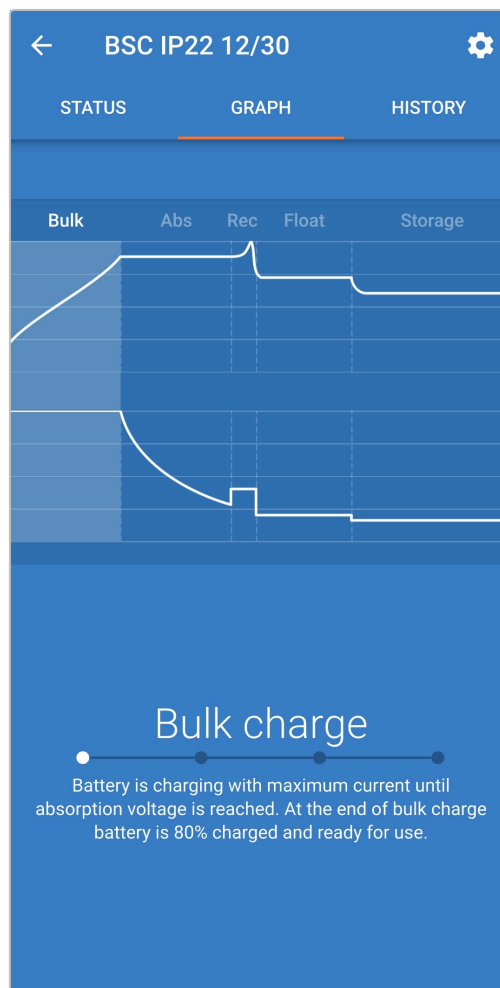 BSC IP22 12/30
STATUS GRAPH HISTORY
Bulk Abs Rec Float Storage
Bulk charge
Battery is charging with maximum current until
absorption voltage is reached. At the end of bulk charge
battery is 80% charged and ready for use.